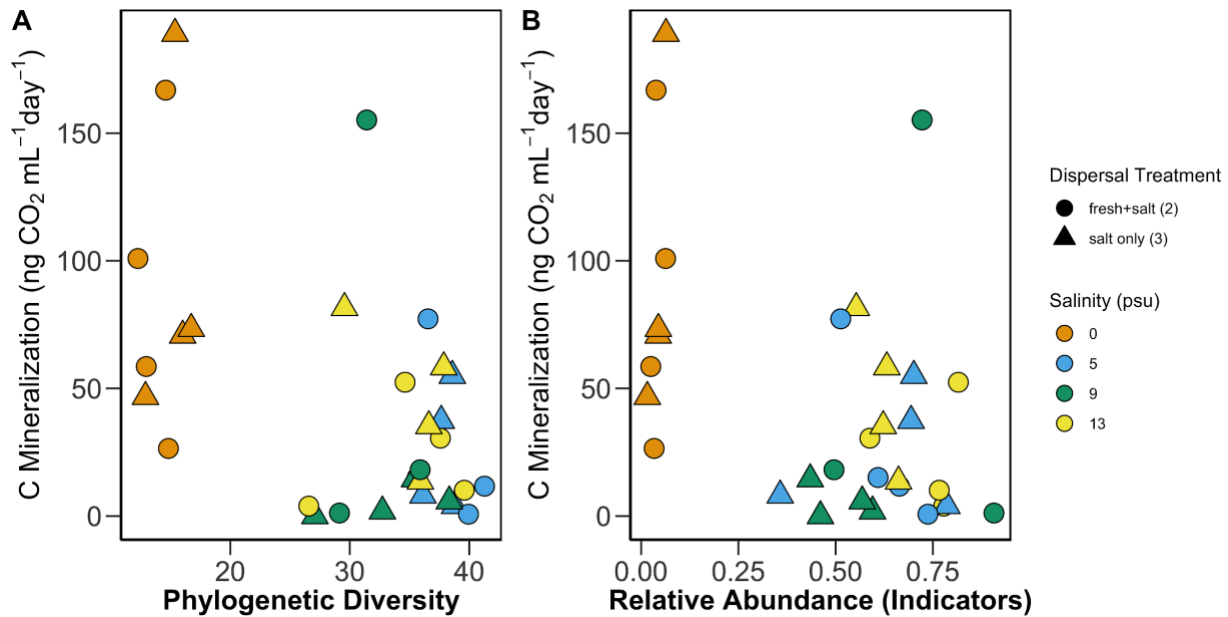 A
C Mineralization (ng CO₂ mL⁻¹day⁻¹)
150
100
50
0
20
30
40
Phylogenetic Diversity
B
C Mineralization (ng CO₂ mL⁻¹day⁻¹)
150
100
50
0
0.00
0.25
0.50
0.75
Relative Abundance (Indicators)
Dispersal Treatment
fresh+salt (2)
salt only (3)
Salinity (psu)
0
5
9
13